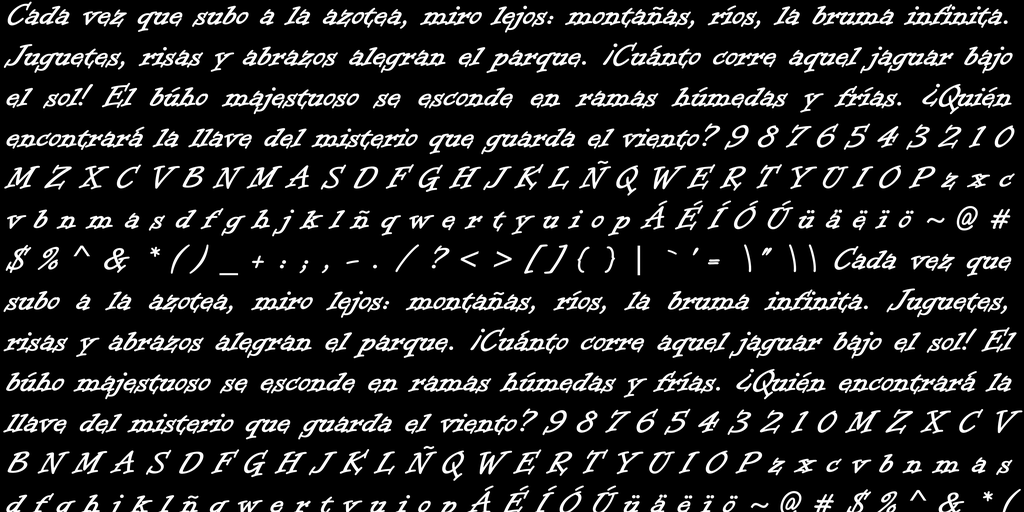 Cada vez que subo a la azotea, miro lejos: montañas, ríos, la bruma infinita.
Juguetes, risas y abrazos alegran el parque. ¡Cuánto corre aquel jaguar bajo
el sol! El búho majestuoso se esconde en ramas húmedas y frías. ¿Quién
encontrará la llave del misterio que guarda el viento? 9 8 7 6 5 4 3 2 1 0
M Z X C V B N M A S D F G H J K L Ñ Q W E R T Y U I O P z x c
v b n m a s d f g h j k l ñ q w e r t y u i o p Á É Í Ó Ú ü ä ë ï ö ~ @ #
$ % ^ & * ( ) _ + : ; , - . / ? < > [ ] { } | ` ' = \ " \ \ Cada vez que
subo a la azotea, miro lejos: montañas, ríos, la bruma infinita. Juguetes,
risas y abrazos alegran el parque. ¡Cuánto corre aquel jaguar bajo el sol! El
búho majestuoso se esconde en ramas húmedas y frías. ¿Quién encontrará la
llave del misterio que guarda el viento? 9 8 7 6 5 4 3 2 1 0 M Z X C V
B N M A S D F G H J K L Ñ Q W E R T Y U I O P z x c v b n m a s
d f g h j k l ñ q w e r t y u i o p Á É Í Ó Ú ü ä ë ï ö ~ @ # $ % ^ & * (